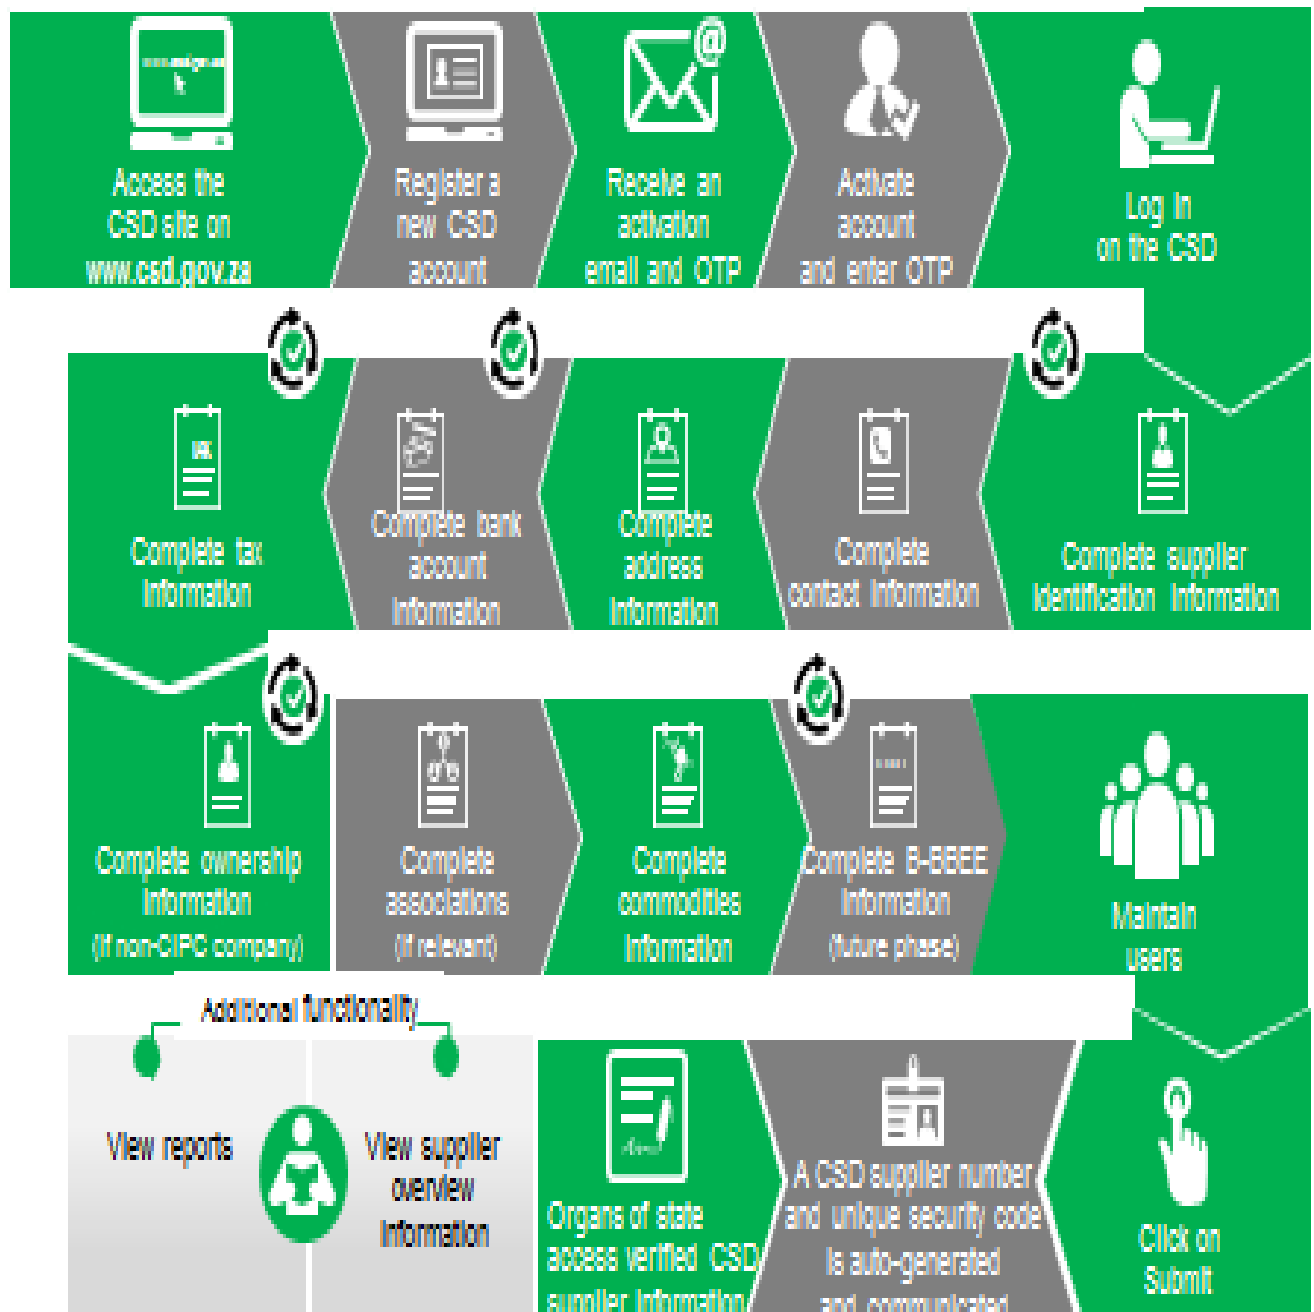 Access the
CSD site on
www.csd.gov.za
Register a
new CSD
account
Receive an
activation
email and OTP
@
Activate
account
and enter OTP
Log in
on the CSD
Complete tax
information
Complete bank
account
information
Complete
address
information
Complete
contact information
Complete supplier
identification information
Complete ownership
information
(if non-CIPC company)
Complete
associations
(if relevant)
Complete
commodities
information
Complete B-BBEE
information
(future phase)
Maintain
users
Additional functionality
View reports
View supplier
overview
information
Organs of state
access verified CSD
supplier information
A CSD supplier number
and unique security code
is auto-generated
and communicated
Click on
Submit